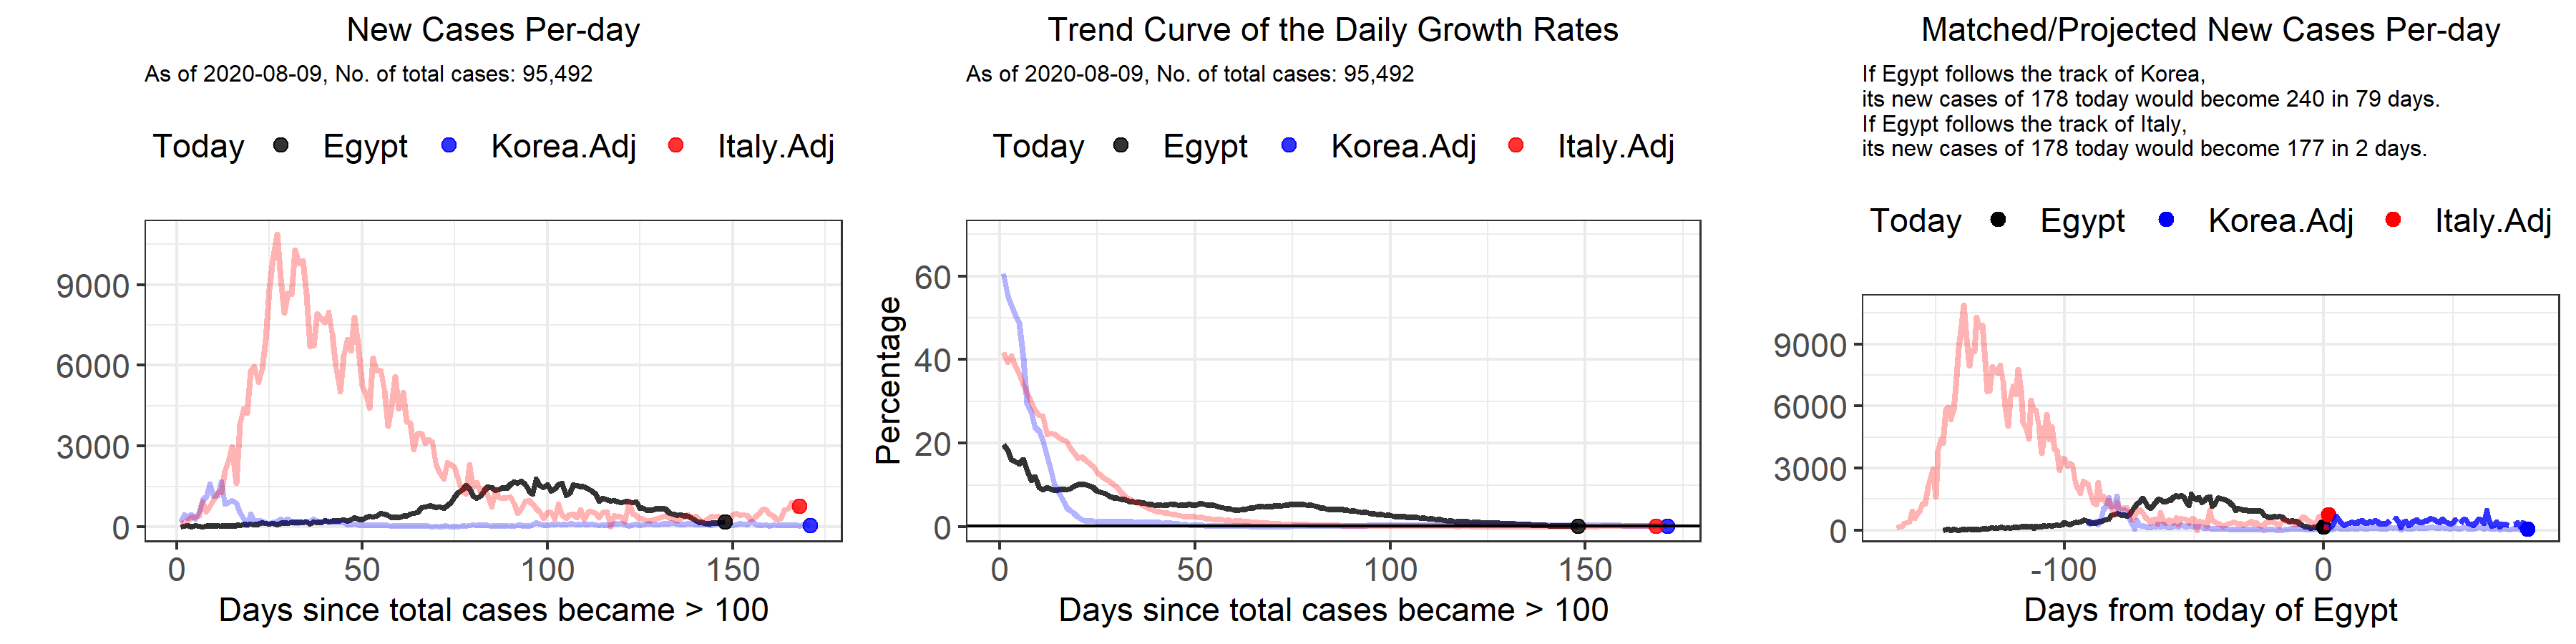 New Cases Per-day
As of 2020-08-09, No. of total cases: 95,492
Today Egypt Korea.Adj Italy.Adj
9000
6000
3000
0
0 50 100 150
Days since total cases became > 100
Trend Curve of the Daily Growth Rates
As of 2020-08-09, No. of total cases: 95,492
Today Egypt Korea.Adj Italy.Adj
Percentage
60
40
20
0
0 50 100 150
Days since total cases became > 100
Matched/Projected New Cases Per-day
If Egypt follows the track of Korea,
its new cases of 178 today would become 240 in 79 days.
If Egypt follows the track of Italy,
its new cases of 178 today would become 177 in 2 days.
Today Egypt Korea.Adj Italy.Adj
9000
6000
3000
0
-100 0
Days from today of Egypt